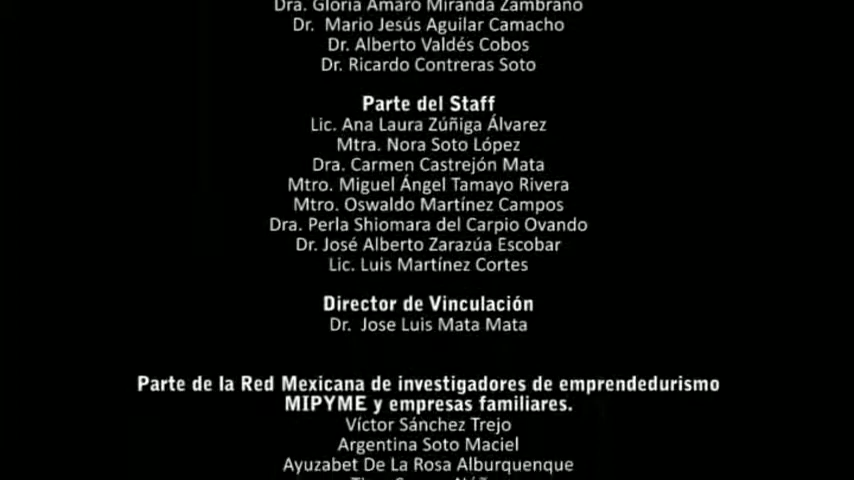 Dra. Gloria Amaro Miranda Zambrano
Dr. Mario Jesús Aguilar Camacho
Dr. Alberto Valdés Cobos
Dr. Ricardo Contreras Soto
Parte del Staff
Lic. Ana Laura Zúñiga Álvarez
Mtra. Nora Soto López
Dra. Carmen Castrejón Mata
Mtro. Miguel Ángel Tamayo Rivera
Mtro. Oswaldo Martínez Campos
Dra. Perla Shiomara del Carpio Ovando
Dr. José Alberto Zarazúa Escobar
Lic. Luis Martínez Cortes
Director de Vinculación
Dr. Jose Luis Mata Mata
Parte de la Red Mexicana de investigadores de emprendedurismo
MIPYME y empresas familiares.
Víctor Sánchez Trejo
Argentina Soto Maciel
Ayuzabet De La Rosa Alburquenque